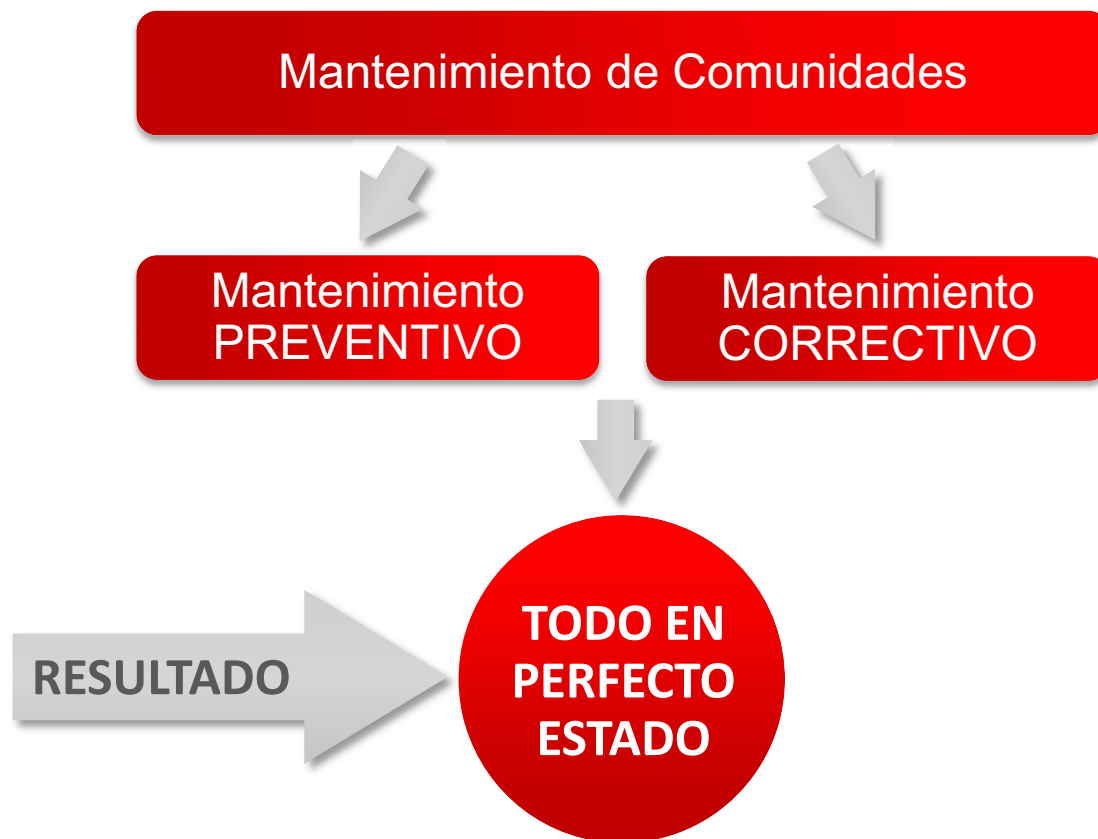 Mantenimiento de Comunidades
Mantenimiento
PREVENTIVO
Mantenimiento
CORRECTIVO
RESULTADO
TODO EN
PERFECTO
ESTADO